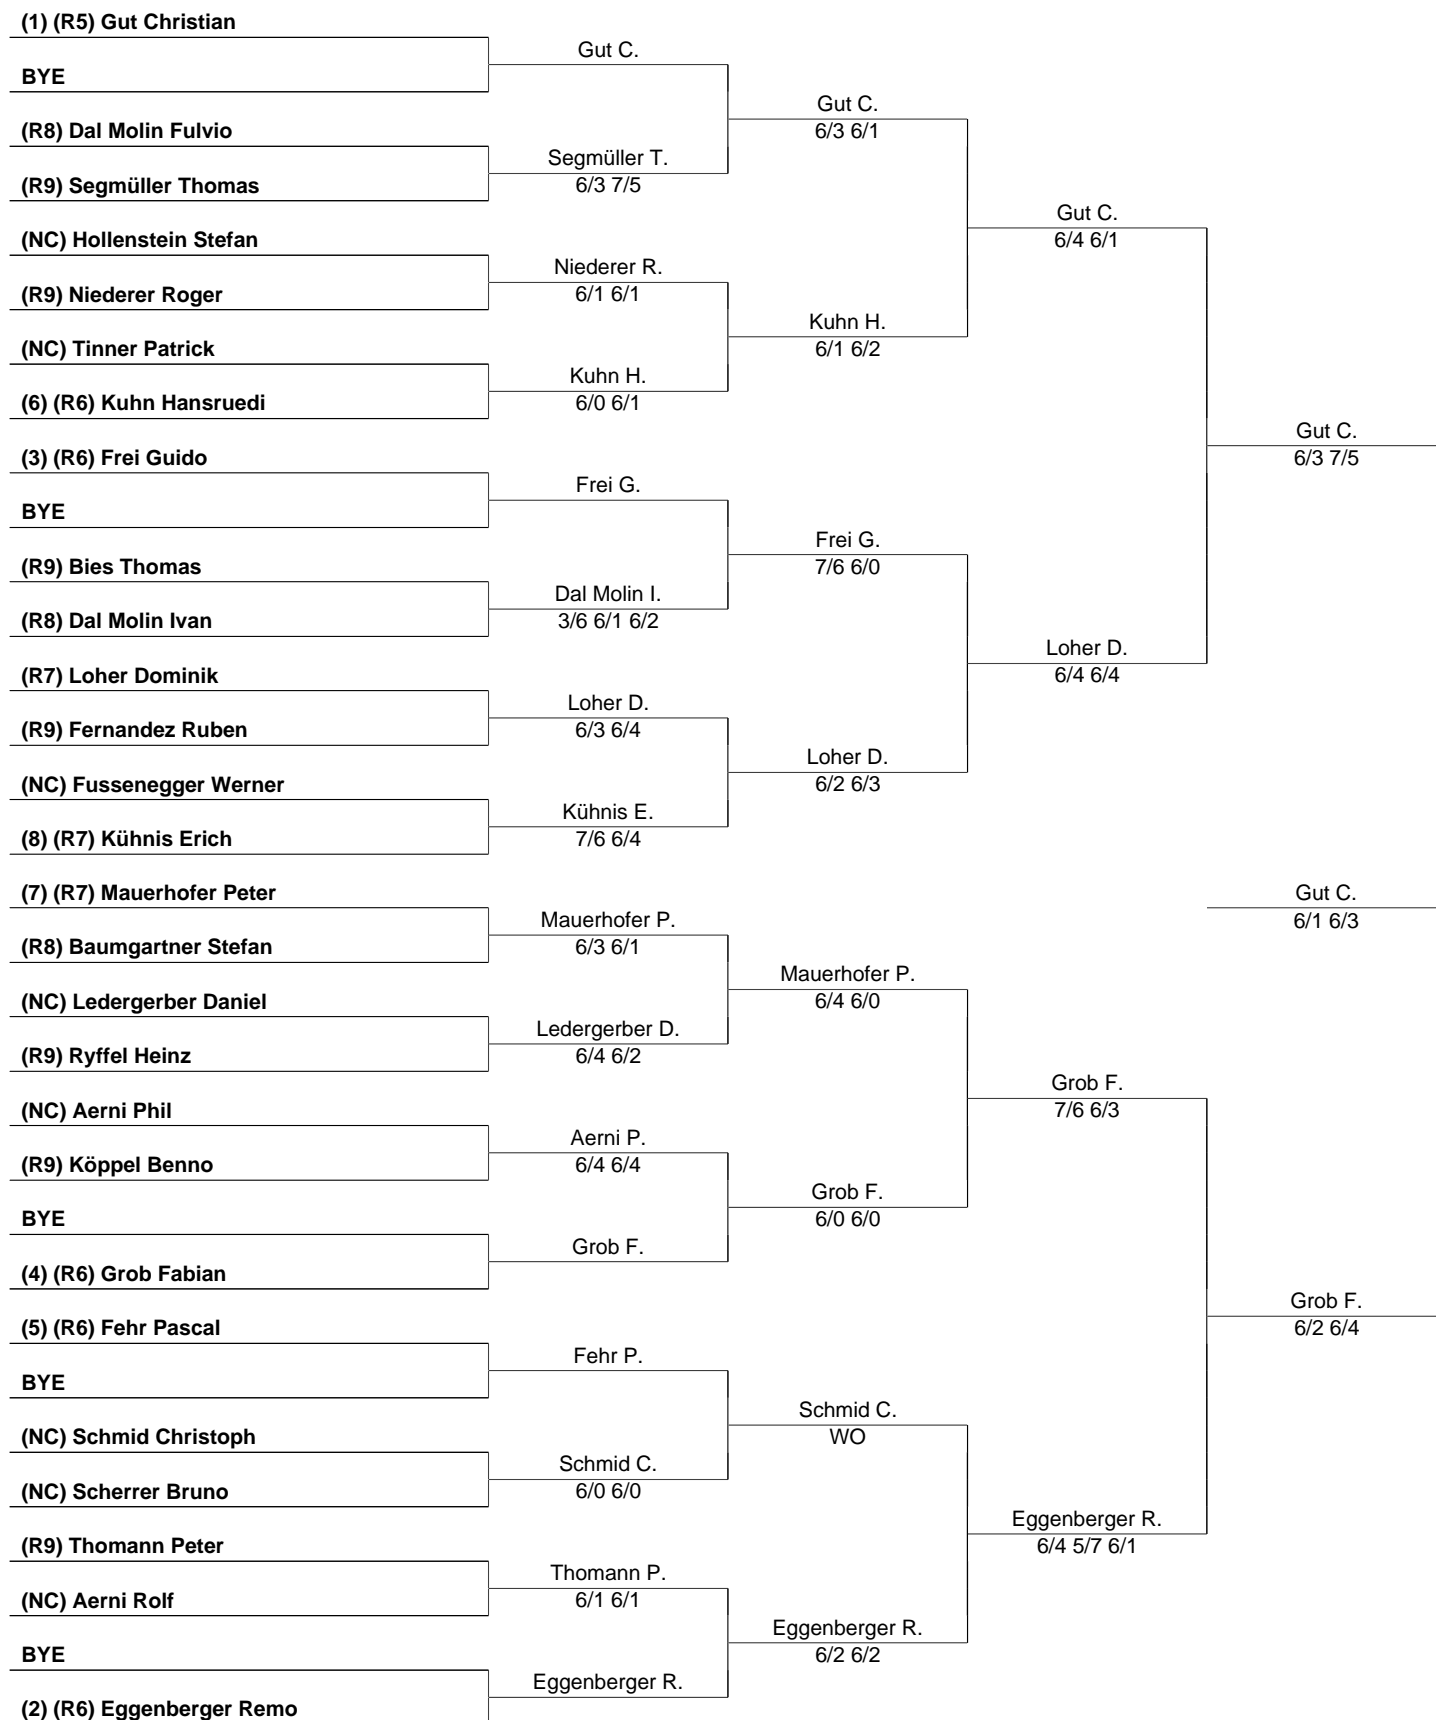 (1) (R5) Gut Christian
Gut C.
BYE
Gut C.
6/3 6/1
(R8) Dal Molin Fulvio
Segmüller T.
6/3 7/5
(R9) Segmüller Thomas
Gut C.
6/4 6/1
(NC) Hollenstein Stefan
Niederer R.
6/1 6/1
(R9) Niederer Roger
Kuhn H.
6/1 6/2
(NC) Tinner Patrick
Kuhn H.
6/0 6/1
(6) (R6) Kuhn Hansruedi
Gut C.
6/3 7/5
(3) (R6) Frei Guido
Frei G.
BYE
Frei G.
7/6 6/0
(R9) Bies Thomas
Dal Molin I.
3/6 6/1 6/2
(R8) Dal Molin Ivan
Loher D.
6/4 6/4
(R7) Loher Dominik
Loher D.
6/3 6/4
(R9) Fernandez Ruben
Loher D.
6/2 6/3
(NC) Fussenegger Werner
Kühnis E.
7/6 6/4
(8) (R7) Kühnis Erich
(7) (R7) Mauerhofer Peter
Gut C.
6/1 6/3
Mauerhofer P.
6/3 6/1
(R8) Baumgartner Stefan
Mauerhofer P.
6/4 6/0
(NC) Ledergerber Daniel
Ledergerber D.
6/4 6/2
(R9) Ryffel Heinz
Grob F.
7/6 6/3
(NC) Aerni Phil
Aerni P.
6/4 6/4
(R9) Köppel Benno
Grob F.
6/0 6/0
BYE
Grob F.
(4) (R6) Grob Fabian
Grob F.
6/2 6/4
(5) (R6) Fehr Pascal
Fehr P.
BYE
Schmid C.
WO
(NC) Schmid Christoph
Schmid C.
6/0 6/0
(NC) Scherrer Bruno
Eggenberger R.
6/4 5/7 6/1
(R9) Thomann Peter
Thomann P.
6/1 6/1
(NC) Aerni Rolf
Eggenberger R.
6/2 6/2
BYE
Eggenberger R.
(2) (R6) Eggenberger Remo